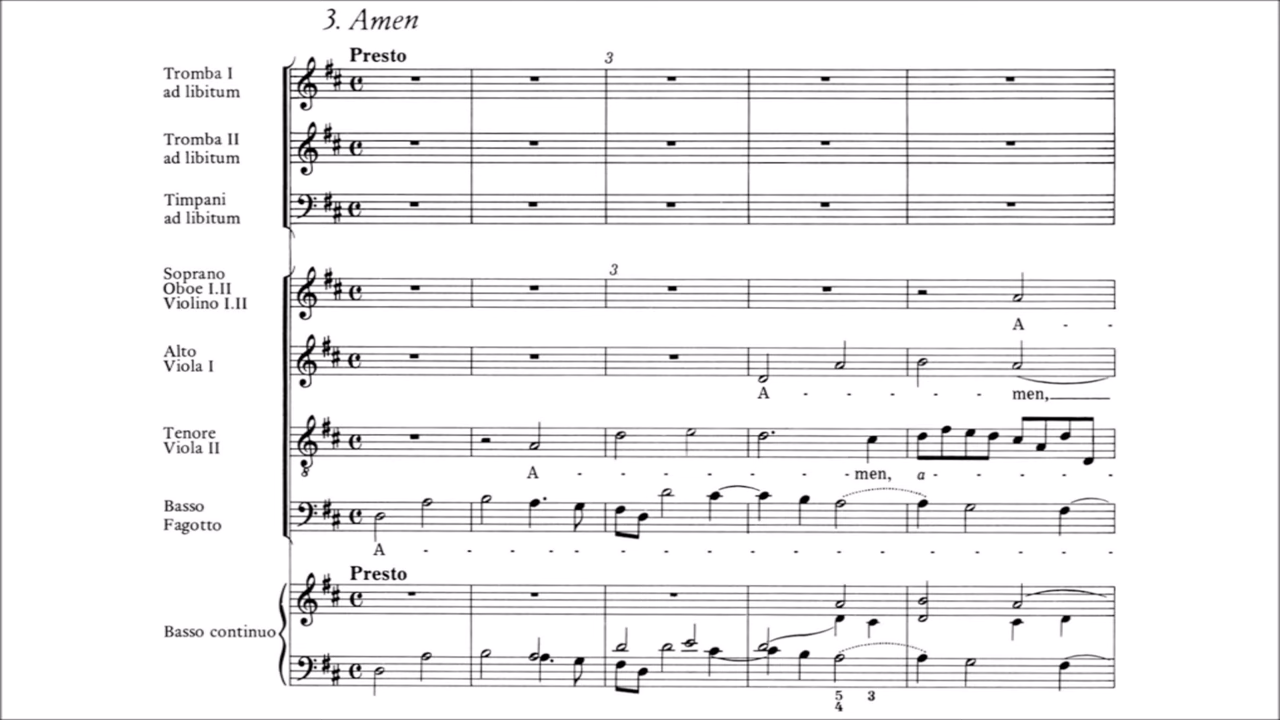 3. Amen
Presto
3
Tromba I
ad libitum
Tromba II
ad libitum
Timpani
ad libitum
3
Soprano
Oboe I.II
Violino I.II
A - -
Alto
Viola I
A - - - - men,
Tenore
Viola II
A - - - - - - men, a - - - - -
Basso
Fagotto
A - - - - - - - - - - - - - - - -
Presto
Basso continuo
5 3
4